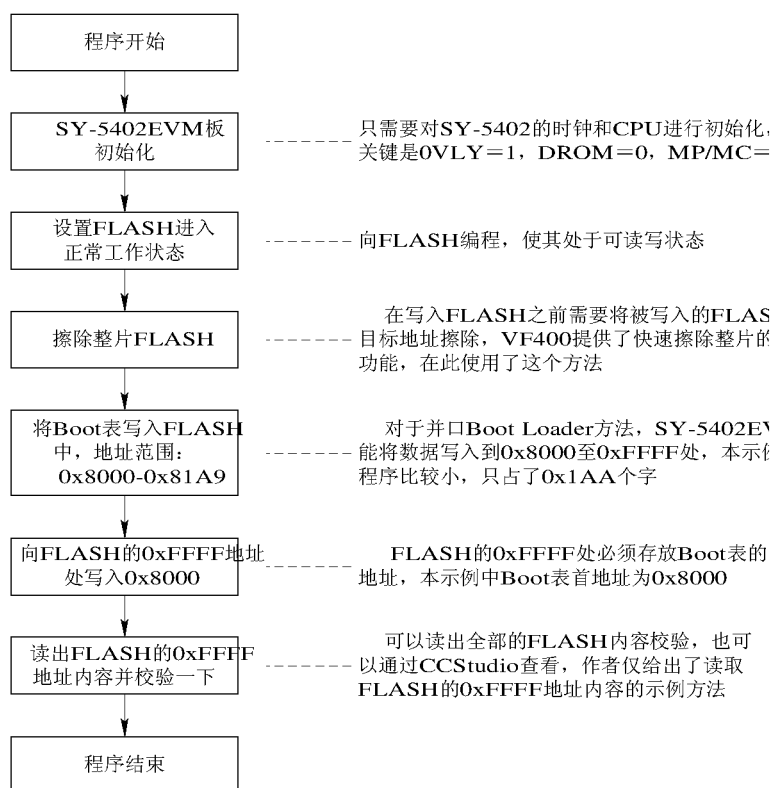 程序开始
SY-5402EVM板
初始化
只需要对SY-5402的时钟和CPU进行初始化,
关键是0VLY=1，DROM=0，MP/MC=
设置FLASH进入
正常工作状态
向FLASH编程，使其处于可读写状态
擦除整片FLASH
在写入FLASH之前需要将被写入的FLAS
目标地址擦除，VF400提供了快速擦除整片的
功能，在此使用了这个方法
将Boot表写入FLASH
中，地址范围：
0x8000-0x81A9
对于并口Boot Loader方法，SY-5402EV
能将数据写入到0x8000至0xFFFF处，本示例
程序比较小，只占了0x1AA个字
向FLASH的0xFFFF地址
处写入0x8000
FLASH的0xFFFF处必须存放Boot表的
地址，本示例中Boot表首地址为0x8000
读出FLASH的0xFFFF
地址内容并校验一下
可以读出全部的FLASH内容校验，也可
以通过CCStudio查看，作者仅给出了读取
FLASH的0xFFFF地址内容的示例方法
程序结束